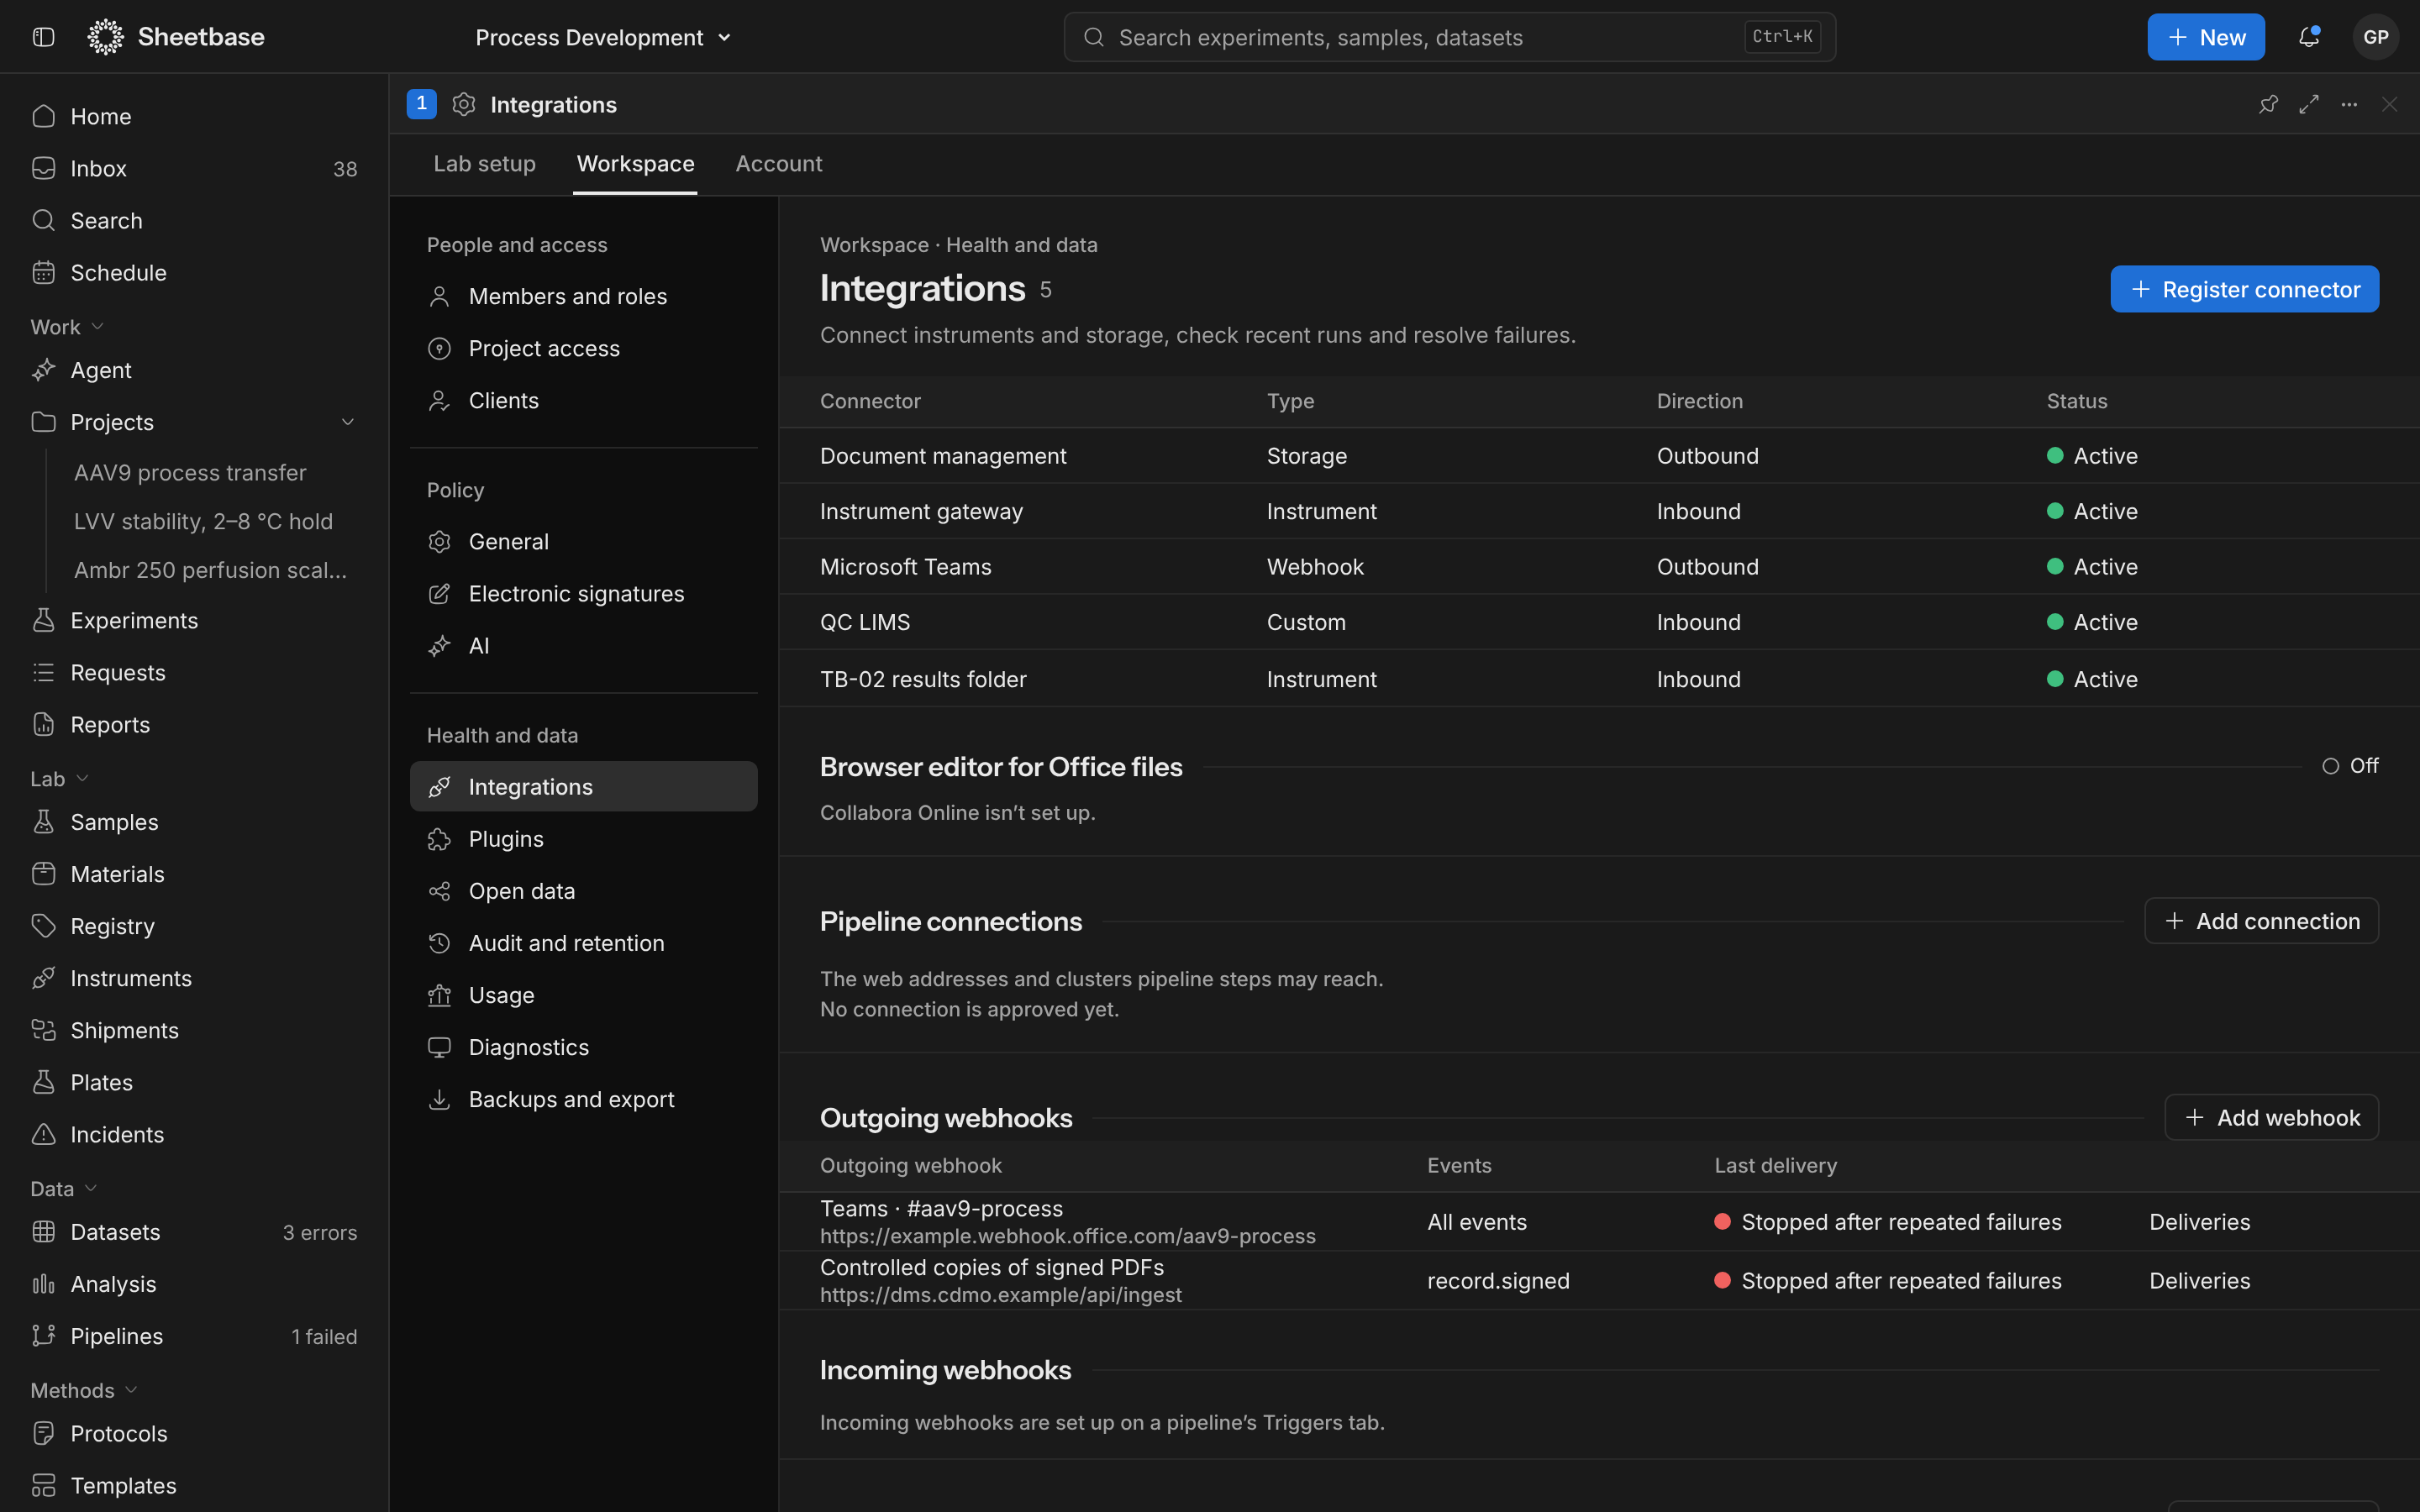 Sheetbase
Process Development
Search experiments, samples, datasets
Ctrl+K
New
GP
Home
Inbox 38
Search
Schedule
Work
Agent
Projects
AAV9 process transfer
LVV stability, 2–8 °C hold
Ambr 250 perfusion scal...
Experiments
Requests
Reports
Lab
Samples
Materials
Registry
Instruments
Shipments
Plates
Incidents
Data
Datasets 3 errors
Analysis
Pipelines 1 failed
Methods
Protocols
Templates
1 Integrations
Lab setup Workspace Account
People and access
Members and roles
Project access
Clients
Policy
General
Electronic signatures
AI
Health and data
Integrations
Plugins
Open data
Audit and retention
Usage
Diagnostics
Backups and export
Workspace · Health and data
Integrations 5
Connect instruments and storage, check recent runs and resolve failures.
Register connector
Connector Type Direction Status
Document management Storage Outbound Active
Instrument gateway Instrument Inbound Active
Microsoft Teams Webhook Outbound Active
QC LIMS Custom Inbound Active
TB-02 results folder Instrument Inbound Active
Browser editor for Office files Off
Collabora Online isn’t set up.
Pipeline connections Add connection
The web addresses and clusters pipeline steps may reach.
No connection is approved yet.
Outgoing webhooks Add webhook
Outgoing webhook Events Last delivery
Teams · #aav9-process
https://example.webhook.office.com/aav9-process
All events Stopped after repeated failures Deliveries
Controlled copies of signed PDFs
https://dms.cdmo.example/api/ingest
record.signed Stopped after repeated failures Deliveries
Incoming webhooks
Incoming webhooks are set up on a pipeline’s Triggers tab.